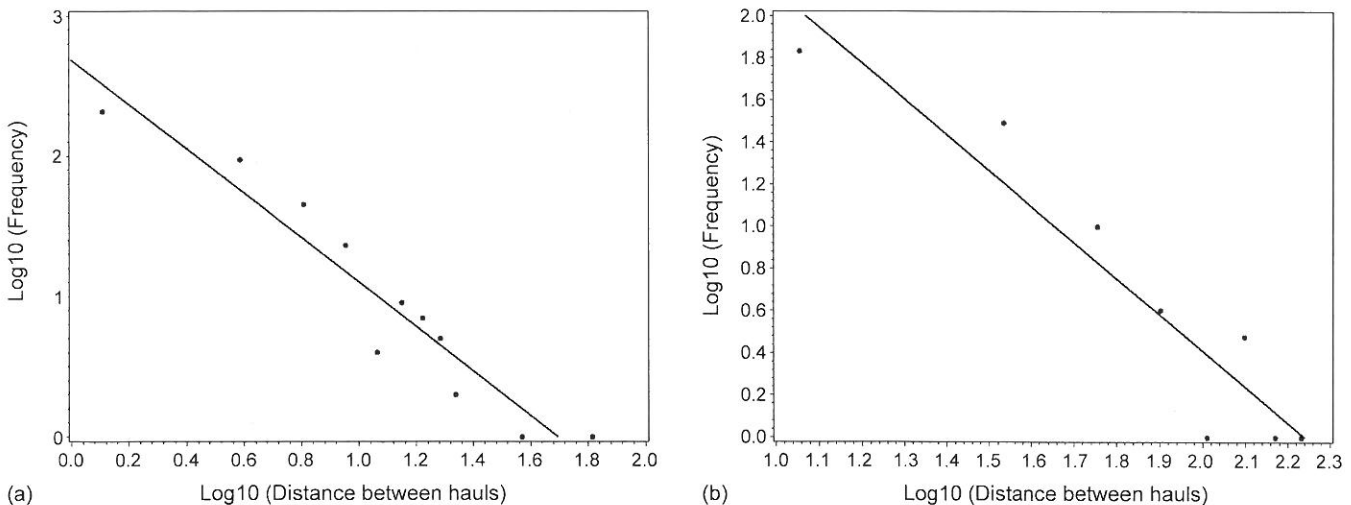 3
2
1
0
Log10 (Frequency)
0.0 0.2 0.4 0.6 0.8 1.0 1.2 1.4 1.6 1.8 2.0
(a) Log10 (Distance between hauls)
2.0
1.8
1.6
1.4
1.2
1.0
0.8
0.6
0.4
0.2
0.0
Log10 (Frequency)
1.0 1.1 1.2 1.3 1.4 1.5 1.6 1.7 1.8 1.9 2.0 2.1 2.2 2.3
(b) Log10 (Distance between hauls)